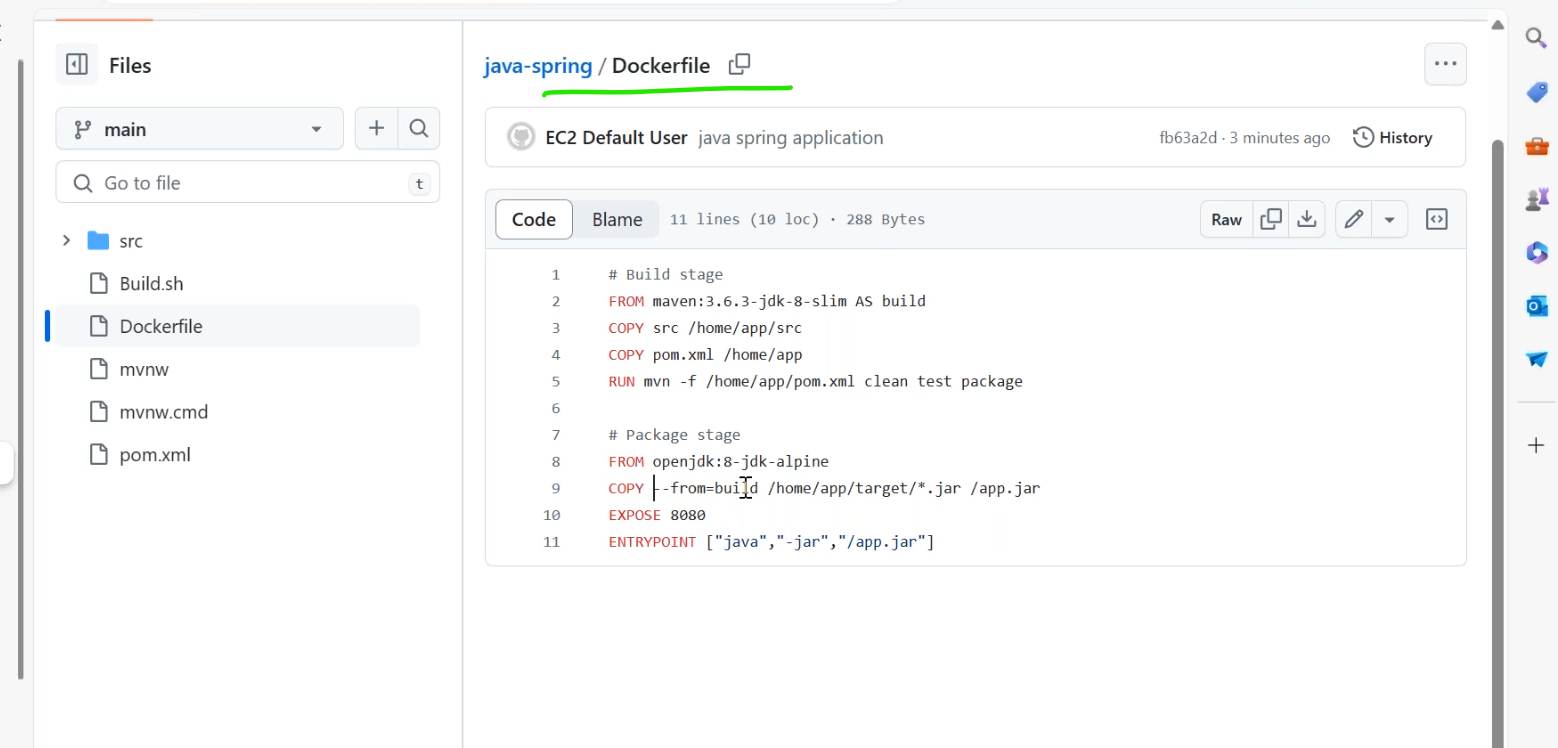 Files
main
Go to file
t
src
Build.sh
Dockerfile
mvnw
mvnw.cmd
pom.xml
java-spring / Dockerfile
EC2 Default User java spring application
fb63a2d · 3 minutes ago
History
Code
Blame
11 lines (10 loc) · 288 Bytes
Raw
1 # Build stage
2 FROM maven:3.6.3-jdk-8-slim AS build
3 COPY src /home/app/src
4 COPY pom.xml /home/app
5 RUN mvn -f /home/app/pom.xml clean test package
6
7 # Package stage
8 FROM openjdk:8-jdk-alpine
9 COPY --from=build /home/app/target/*.jar /app.jar
10 EXPOSE 8080
11 ENTRYPOINT ["java","-jar","/app.jar"]